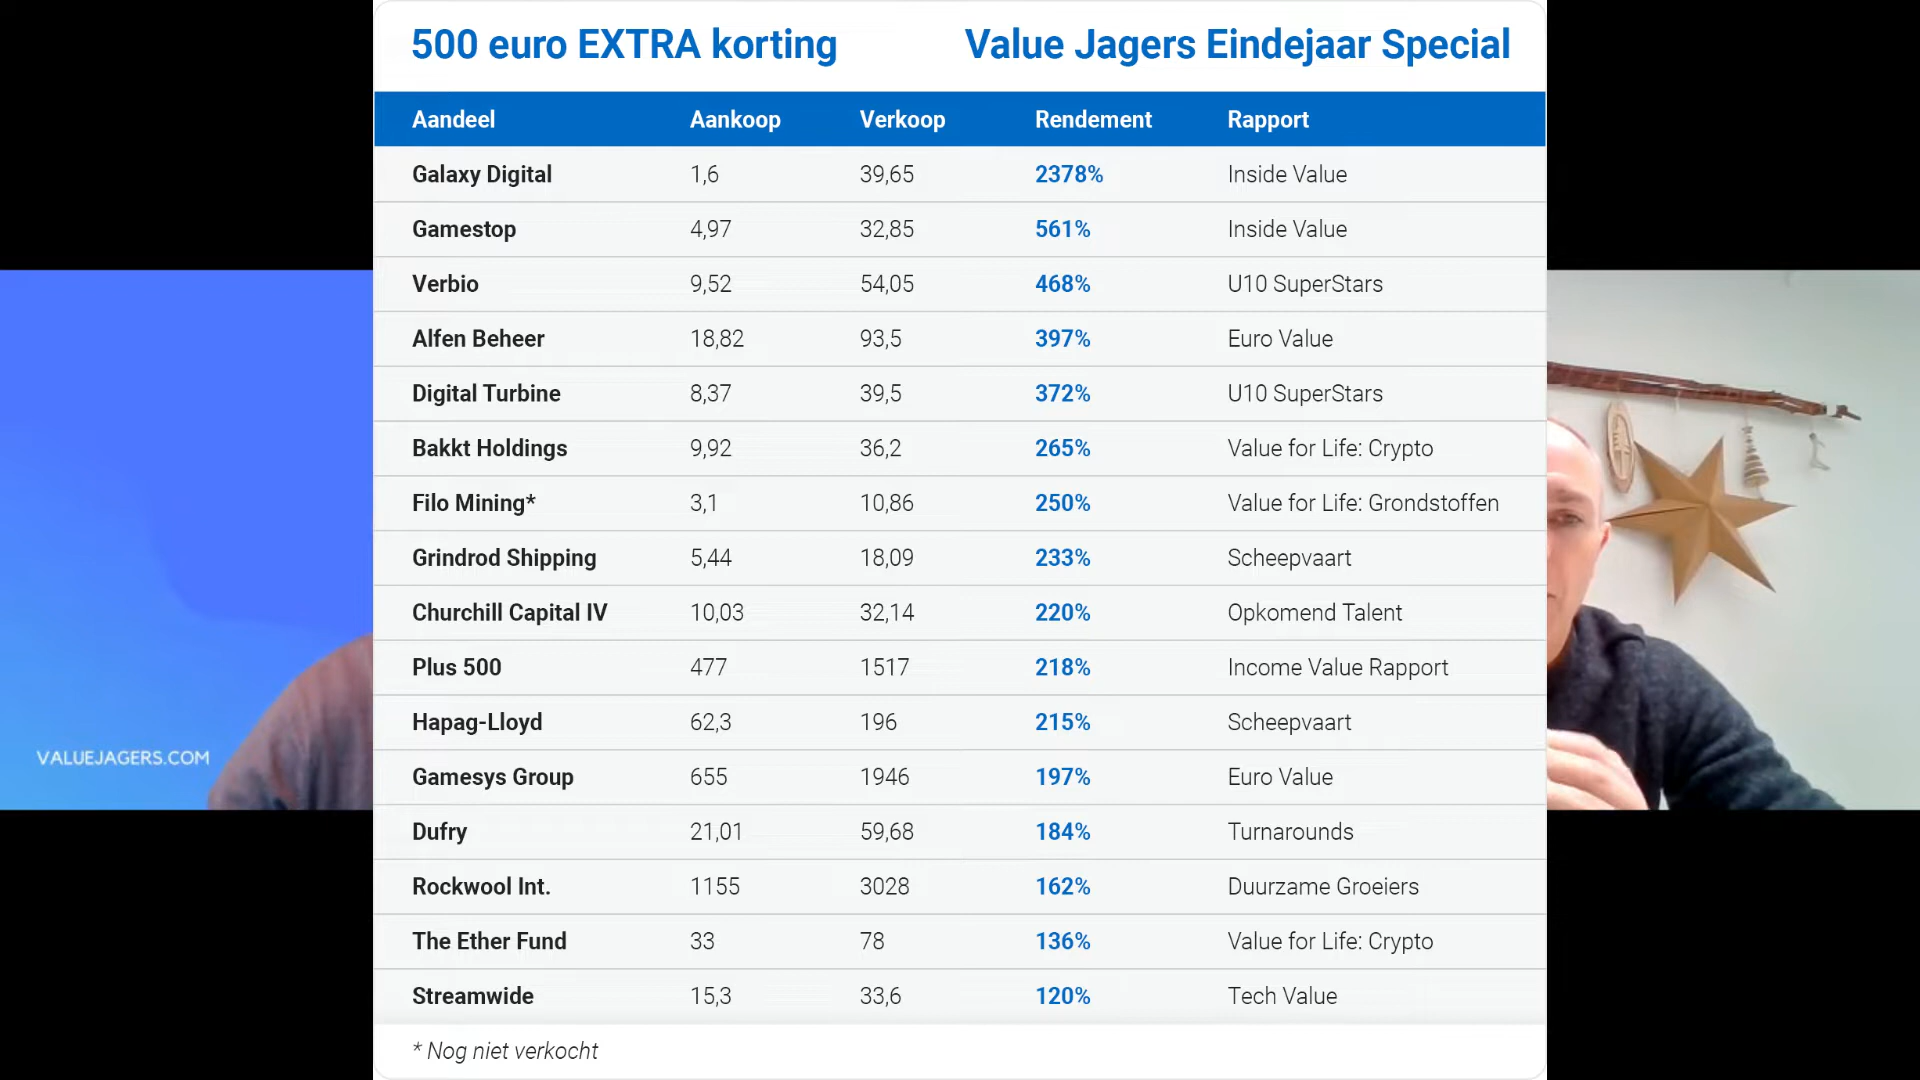 500 euro EXTRA korting Value Jagers Eindejaar Special
Aandeel Aankoop Verkoop Rendement Rapport
Galaxy Digital 1,6 39,65 2378% Inside Value
Gamestop 4,97 32,85 561% Inside Value
Verbio 9,52 54,05 468% U10 SuperStars
Alfen Beheer 18,82 93,5 397% Euro Value
Digital Turbine 8,37 39,5 372% U10 SuperStars
Bakkt Holdings 9,92 36,2 265% Value for Life: Crypto
Filo Mining* 3,1 10,86 250% Value for Life: Grondstoffen
Grindrod Shipping 5,44 18,09 233% Scheepvaart
Churchill Capital IV 10,03 32,14 220% Opkomend Talent
Plus 500 477 1517 218% Income Value Rapport
Hapag-Lloyd 62,3 196 215% Scheepvaart
Gamesys Group 655 1946 197% Euro Value
Dufry 21,01 59,68 184% Turnarounds
Rockwool Int. 1155 3028 162% Duurzame Groeiers
The Ether Fund 33 78 136% Value for Life: Crypto
Streamwide 15,3 33,6 120% Tech Value
* Nog niet verkocht
VALUEJAGERS.COM